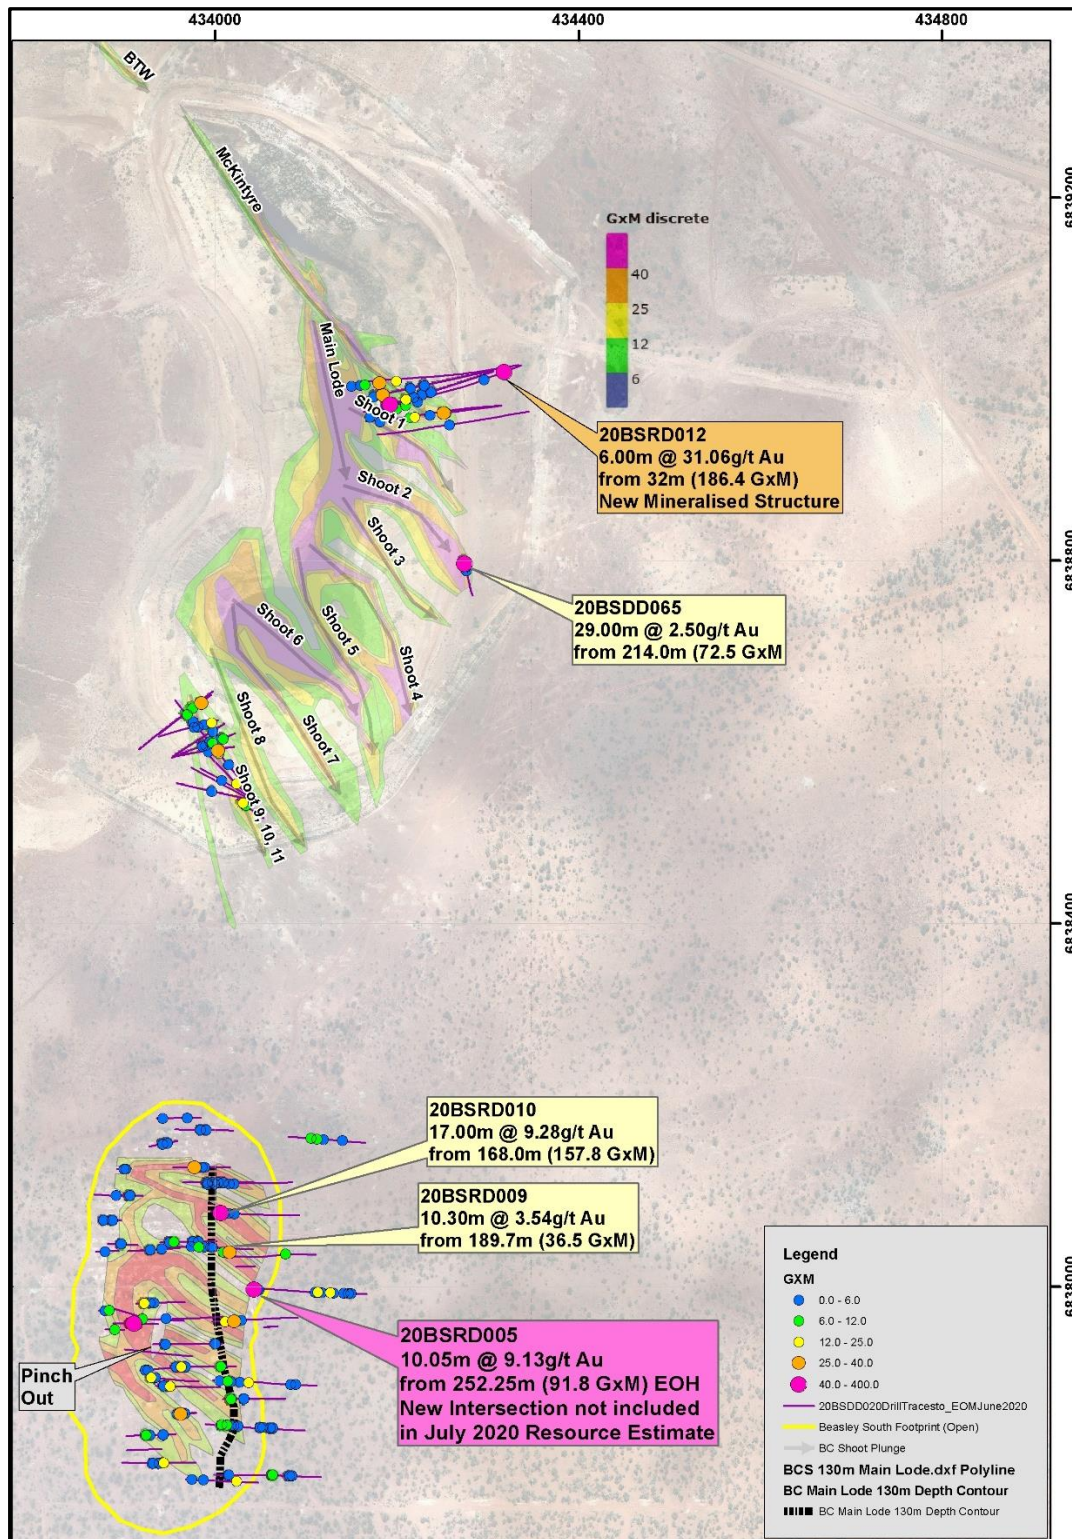 434000
434400
434800
BTW
McKintyre
6839200
GxM discrete
40
25
12
6
Main Lode
Shoot 1
20BSRD012
6.00m @ 31.06g/t Au
from 32m (186.4 GxM)
New Mineralised Structure
Shoot 2
Shoot 3
6838800
20BSDD065
29.00m @ 2.50g/t Au
from 214.0m (72.5 GxM
Shoot 6
Shoot 5
Shoot 4
Shoot 8
Shoot 7
Shoot 9, 10, 11
6838400
20BSRD010
17.00m @ 9.28g/t Au
from 168.0m (157.8 GxM)
20BSRD009
10.30m @ 3.54g/t Au
from 189.7m (36.5 GxM)
6838000
20BSRD005
10.05m @ 9.13g/t Au
from 252.25m (91.8 GxM) EOH
New Intersection not included
in July 2020 Resource Estimate
Pinch
Out
Legend
GXM
0.0 - 6.0
6.0 - 12.0
12.0 - 25.0
25.0 - 40.0
40.0 - 400.0
20BSDD020DrillTracesto_EOMJune2020
Beasley South Footprint (Open)
BC Shoot Plunge
BCS 130m Main Lode.dxf Polyline
BC Main Lode 130m Depth Contour
BC Main Lode 130m Depth Contour